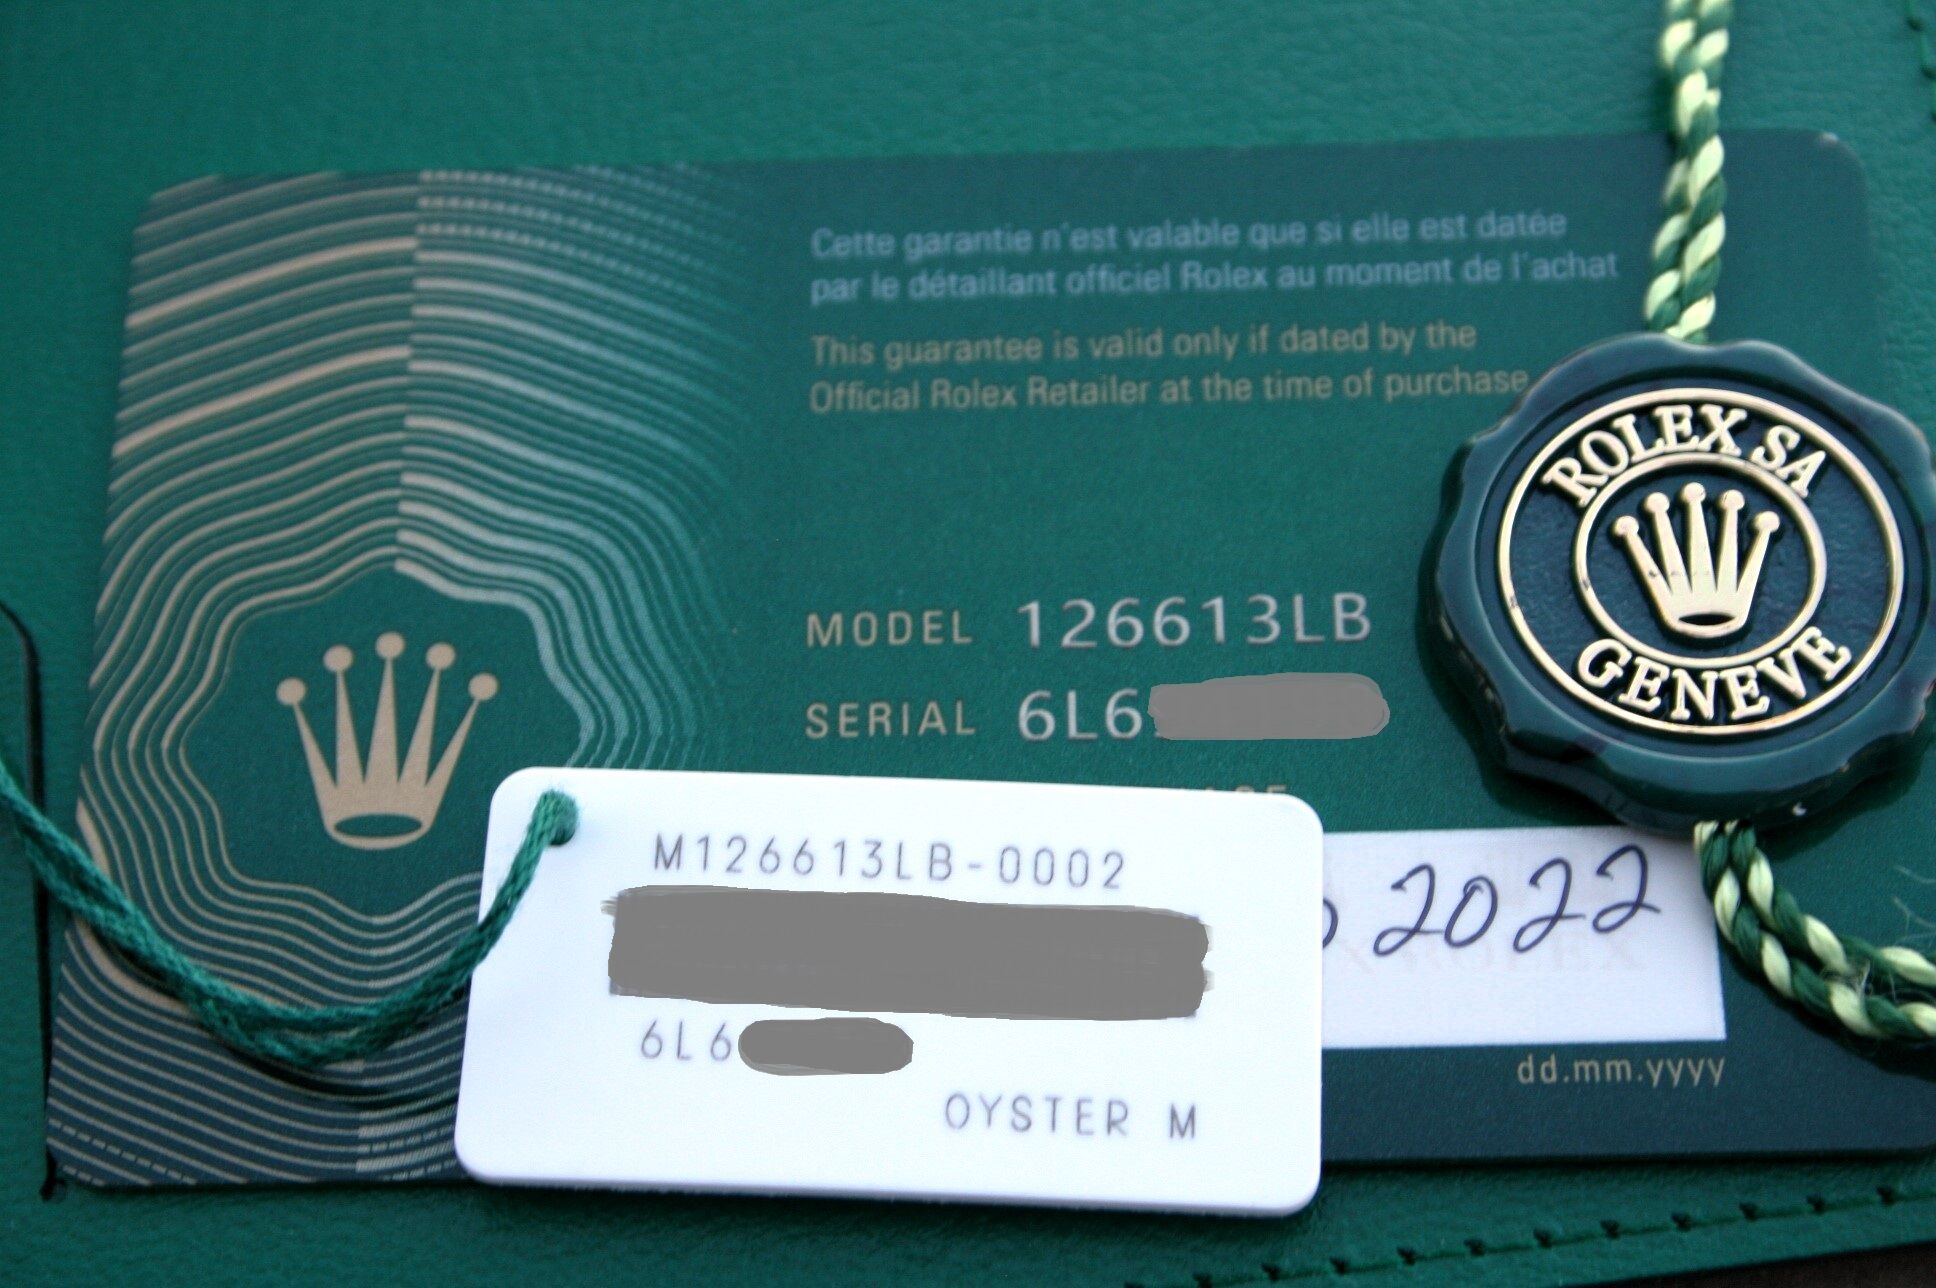 Cette garantie n'est valable que si elle est datée
par le détaillant officiel Rolex au moment de l'achat
This guarantee is valid only if dated by the
Official Rolex Retailer at the time of purchase
ROLEX SA
GENEVE
MODEL 126613LB
SERIAL 6L6
M126613LB-0002
6L6
OYSTER M
2022
dd.mm.yyyy